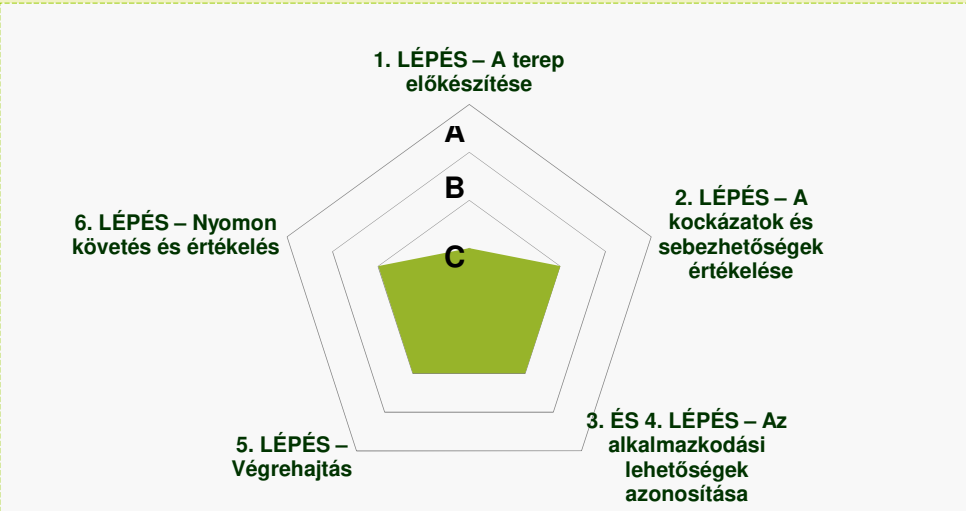 1. LÉPÉS – A terep
előkészítése
A
B
C
2. LÉPÉS – A
kockázatok és
sebezhetőségek
értékelése
3. ÉS 4. LÉPÉS – Az
alkalmazkodási
lehetőségek
azonosítása
5. LÉPÉS –
Végrehajtás
6. LÉPÉS – Nyomon
követés és értékelés